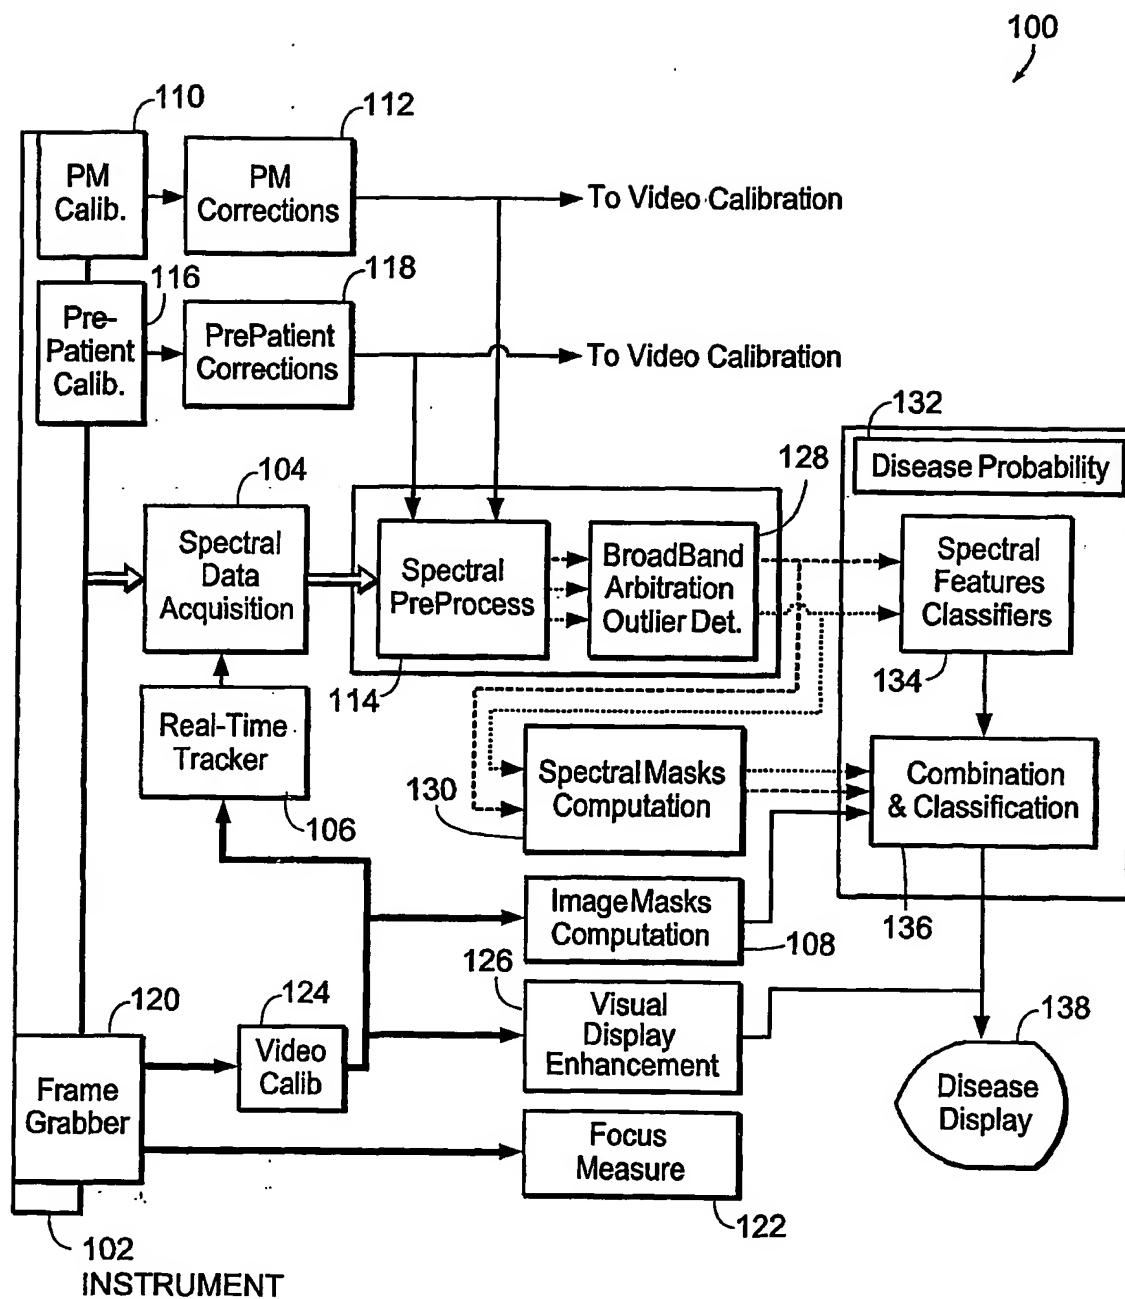 100
110
112
PM
Calib.
PM
Corrections
To Video Calibration
116
118
Pre-
Patient
Calib.
PrePatient
Corrections
To Video Calibration
132
Disease Probability
104
128
Spectral
Data
Acquisition
Spectral
PreProcess
BroadBand
Arbitration
Outlier Det.
Spectral
Features
Classifiers
114
134
Real-Time
Tracker
106
130
Spectral Masks
Computation
Combination
& Classification
136
Image Masks
Computation
108
126
120
124
Visual
Display
Enhancement
138
Frame
Grabber
Video
Calib
Disease
Display
Focus
Measure
122
102
INSTRUMENT